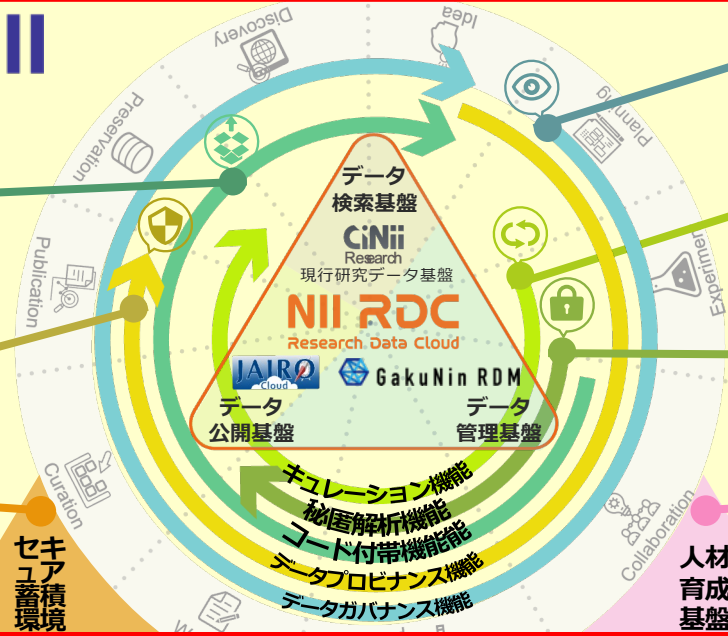 II
Discovery
Idea
Planning
Preservation
Publication
Experimen
Curation
Collaboration
データ
検索基盤
CiNii
Research
現行研究データ基盤
NII RDC
Research Data Cloud
JAIRO
Cloud
GakuNin RDM
データ
公開基盤
データ
管理基盤
キュレーション機能
秘匿解析機能
コード付帯機能能
データプロビナンス機能
データガバナンス機能
セキ
ュア
蓄積
環境
人材
育成
基盤